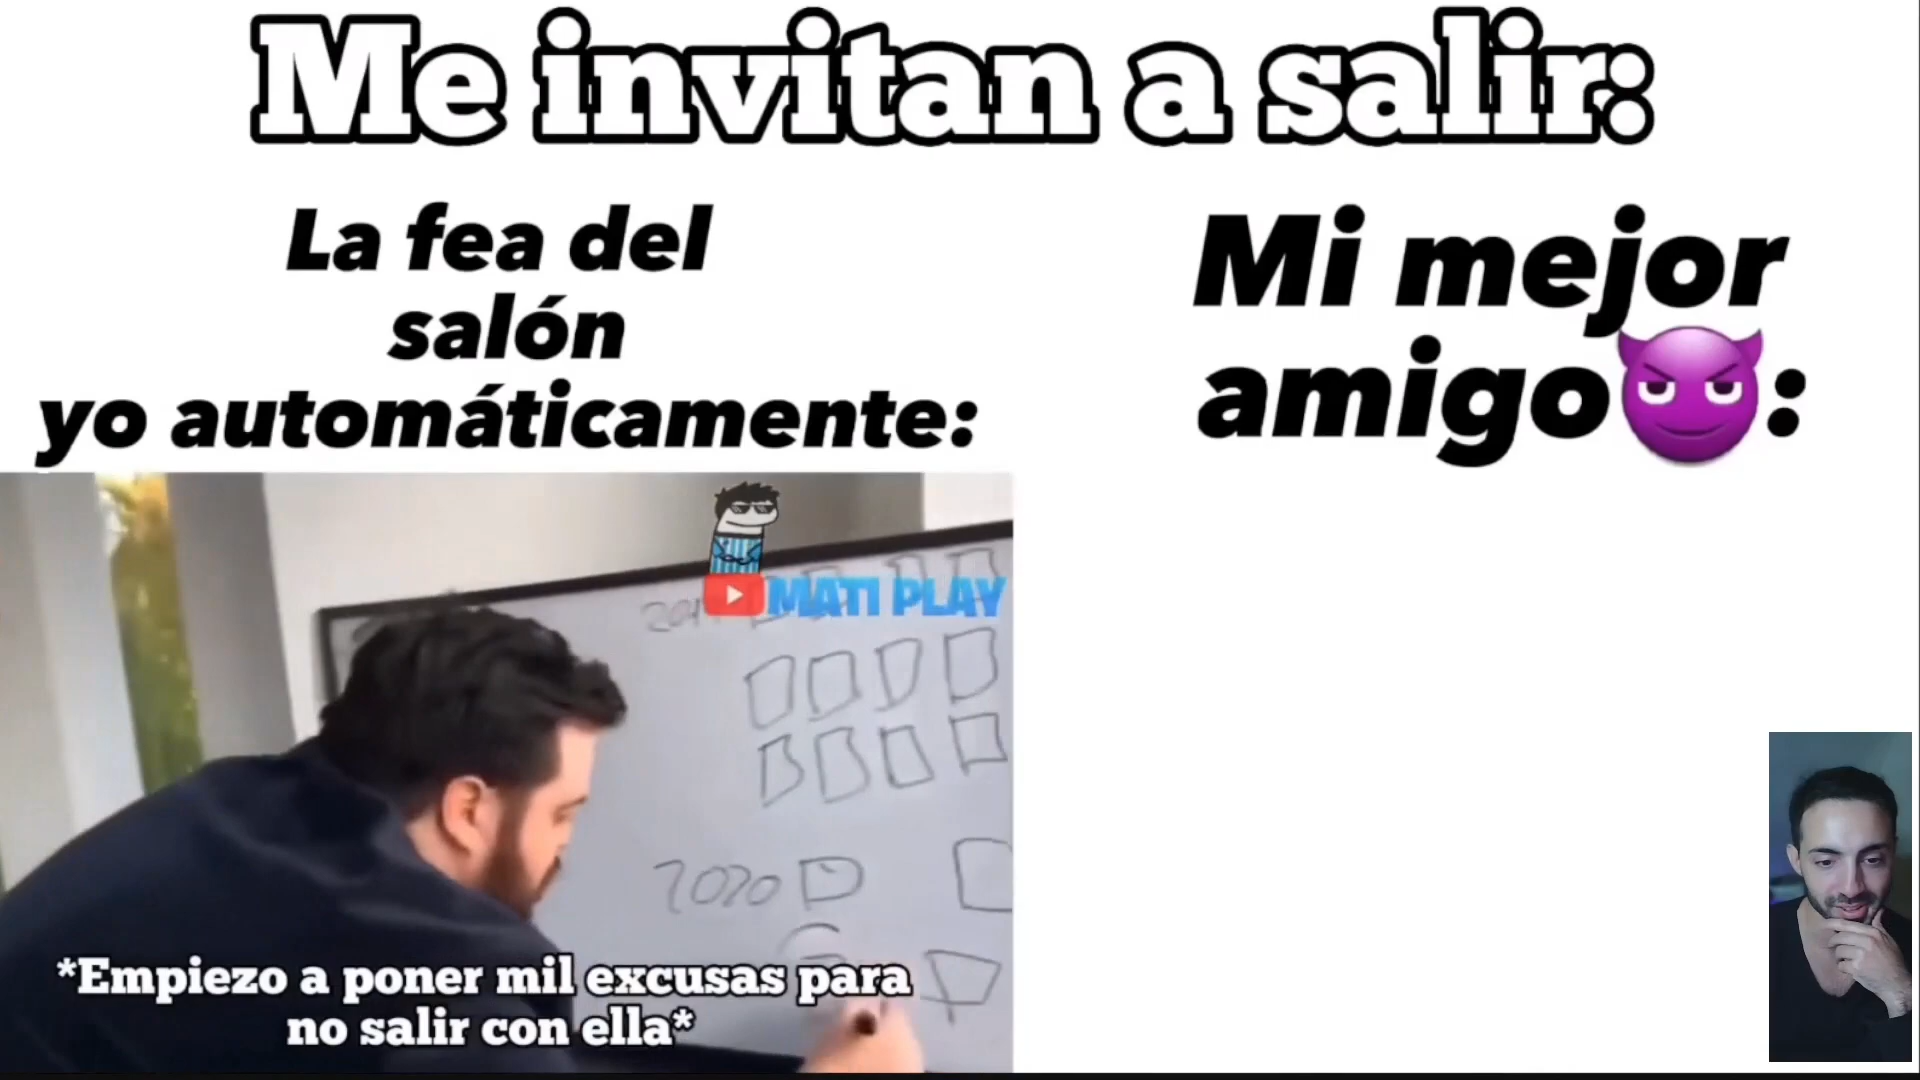 Me invitan a salir:
La fea del
salón
yo automáticamente:
Mi mejor
amigo😈:
MATI PLAY
2020
*Empiezo a poner mil excusas para
no salir con ella*